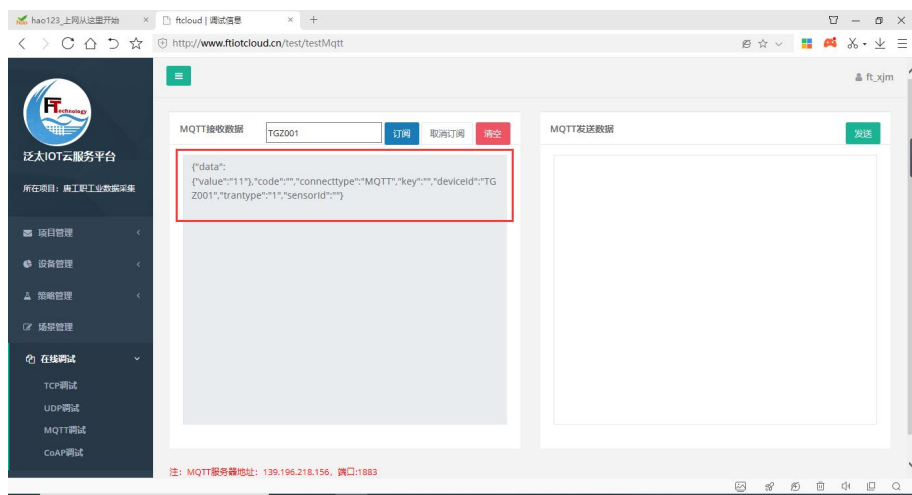 hao123_上网从这里开始 ×
ftcloud | 调试信息 × +
http://www.ftiotcloud.cn/test/testMqtt
FTechnology
泛太IOT云服务平台
所在项目：唐工职工业数据采集
项目管理
设备管理
策略管理
场景管理
在线调试
TCP调试
UDP调试
MQTT调试
CoAP调试
ft_xjm
MQTT接收数据 TGZ001 订阅 取消订阅 清空
{"data":
{"value":"11"},"code":"","connecttype":"MQTT","key":"","deviceId":"TG
Z001","trantype":"1","sensorId":""}
MQTT发送数据 发送
注：MQTT服务器地址：139.196.218.156，端口:1883